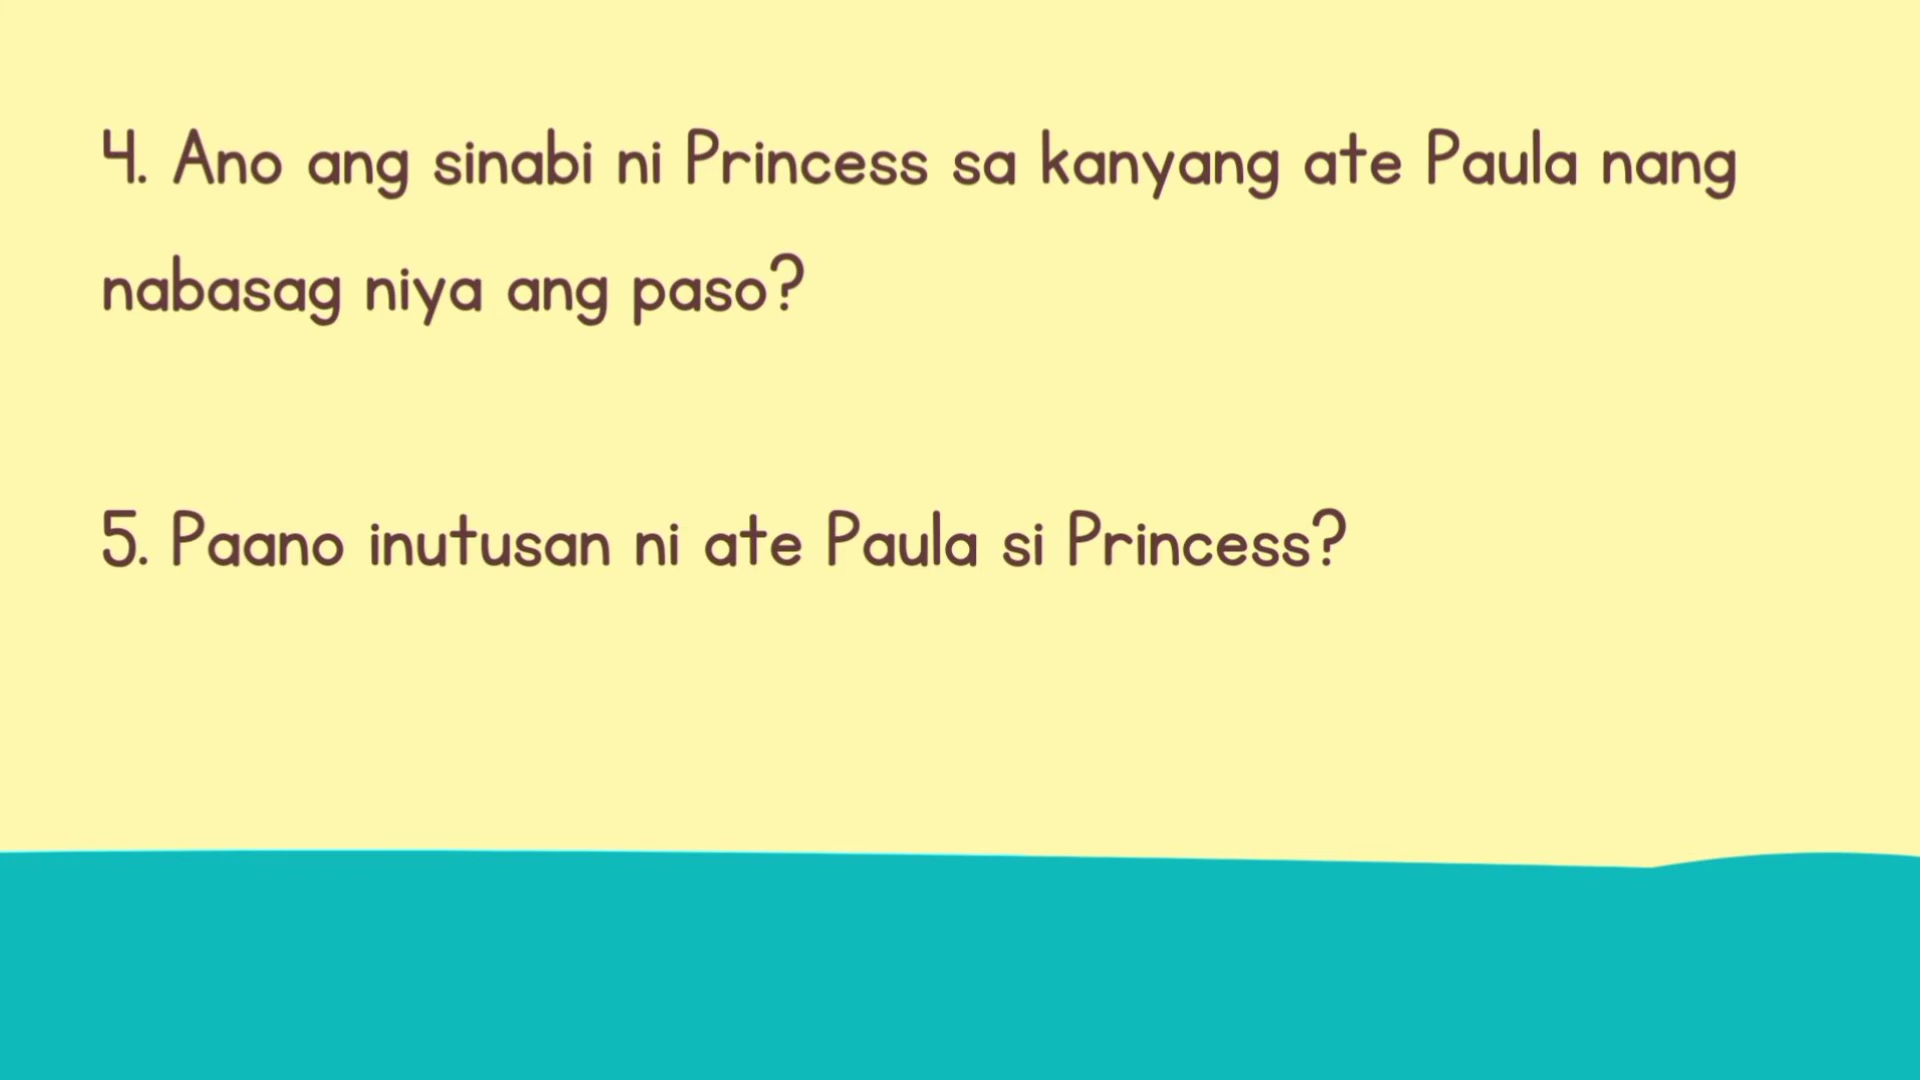 4. Ano ang sinabi ni Princess sa kanyang ate Paula nang
nabasag niya ang paso?
5. Paano inutusan ni ate Paula si Princess?